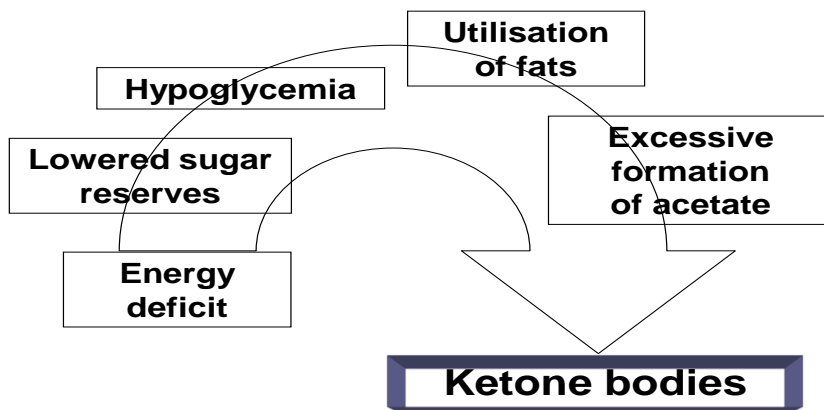 Energy
deficit
Lowered sugar
reserves
Hypoglycemia
Utilisation
of fats
Excessive
formation
of acetate
Ketone bodies